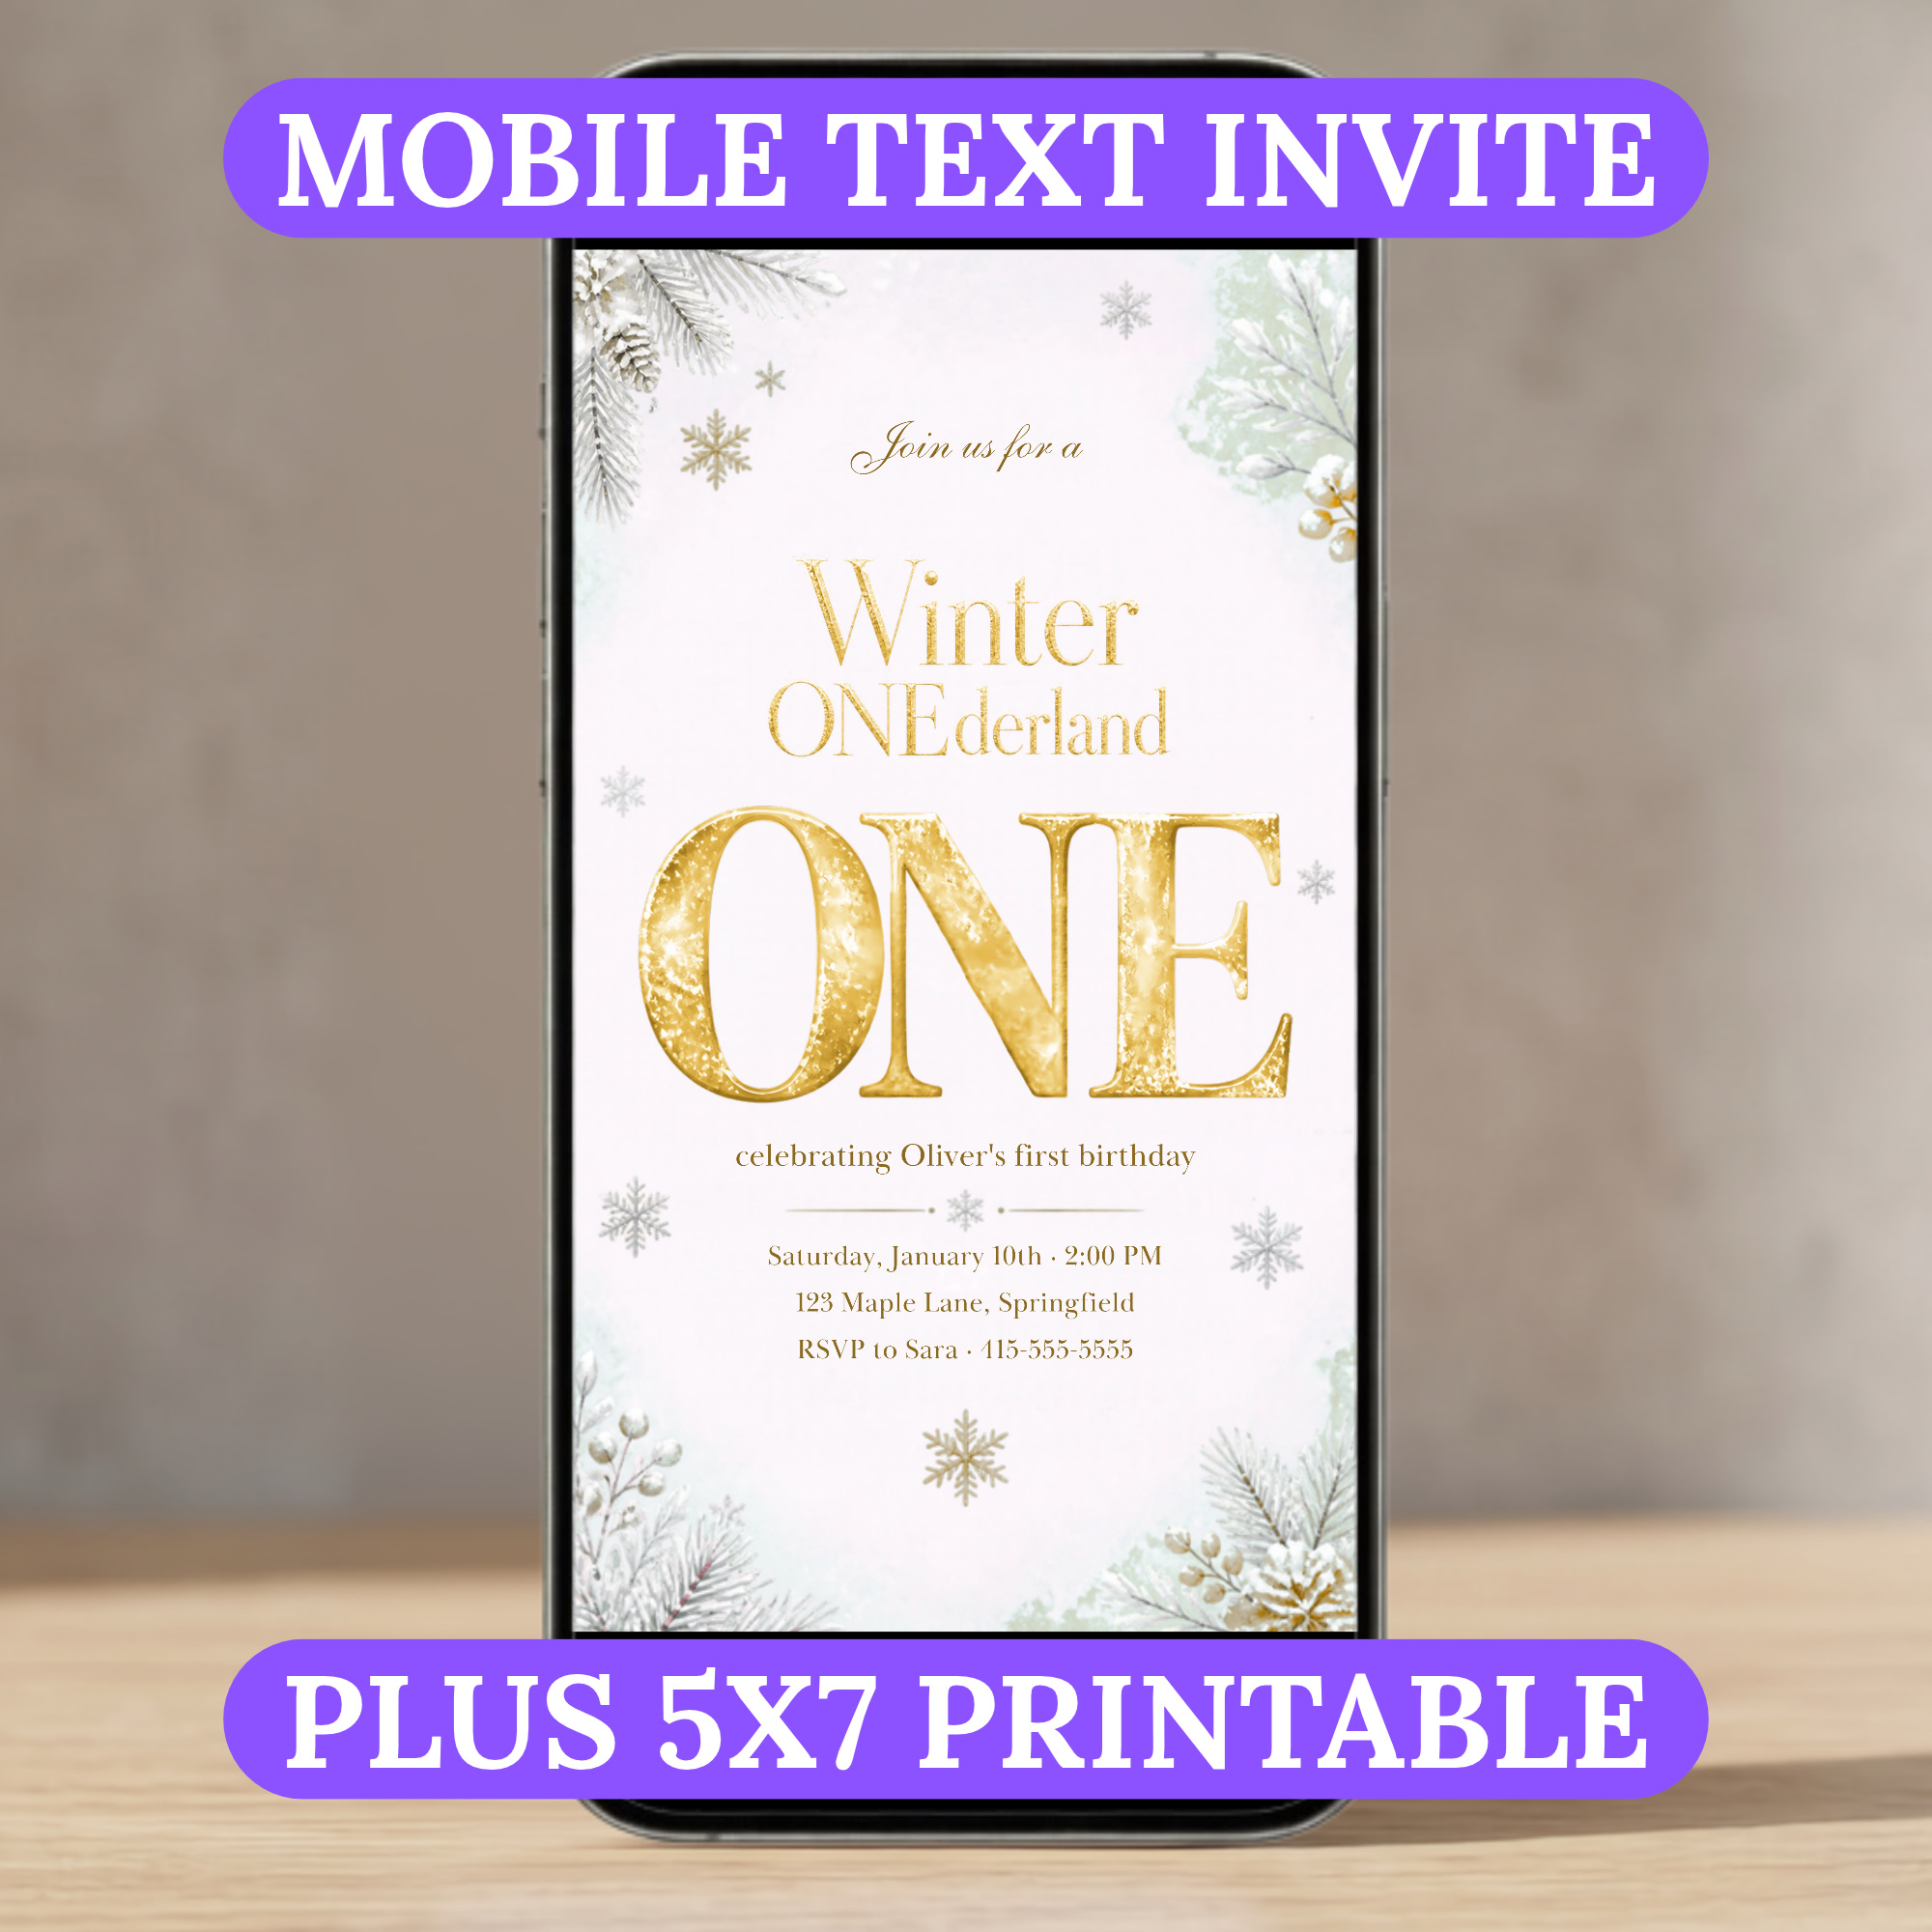 MOBILE TEXT INVITE
Join us for a
Winter
ONEderland
ONE
celebrating Oliver's first birthday
Saturday, January 10th · 2:00 PM
123 Maple Lane, Springfield
RSVP to Sara · 415-555-5555
PLUS 5X7 PRINTABLE